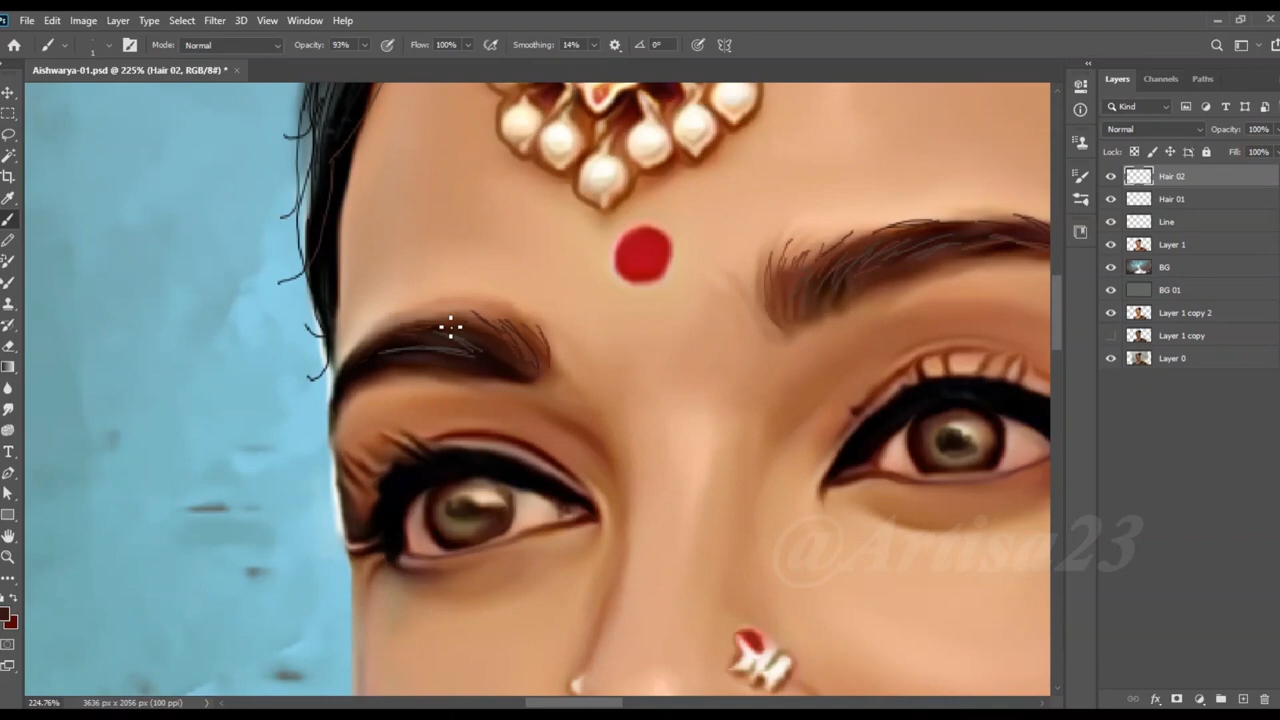 Ps File Edit Image Layer Type Select Filter 3D View Window Help
1 Mode: Normal Opacity: 93% Flow: 100% Smoothing: 14% 0°
Aishwarya-01.psd @ 225% (Hair 02, RGB/8#) * ×
Layers Channels Paths
Kind
Normal Opacity: 100%
Lock: Fill: 100%
Hair 02
Hair 01
Line
Layer 1
BG
BG 01
Layer 1 copy 2
Layer 1 copy
Layer 0
@Artisa23
224.76% 3636 px x 2056 px (100 ppi)